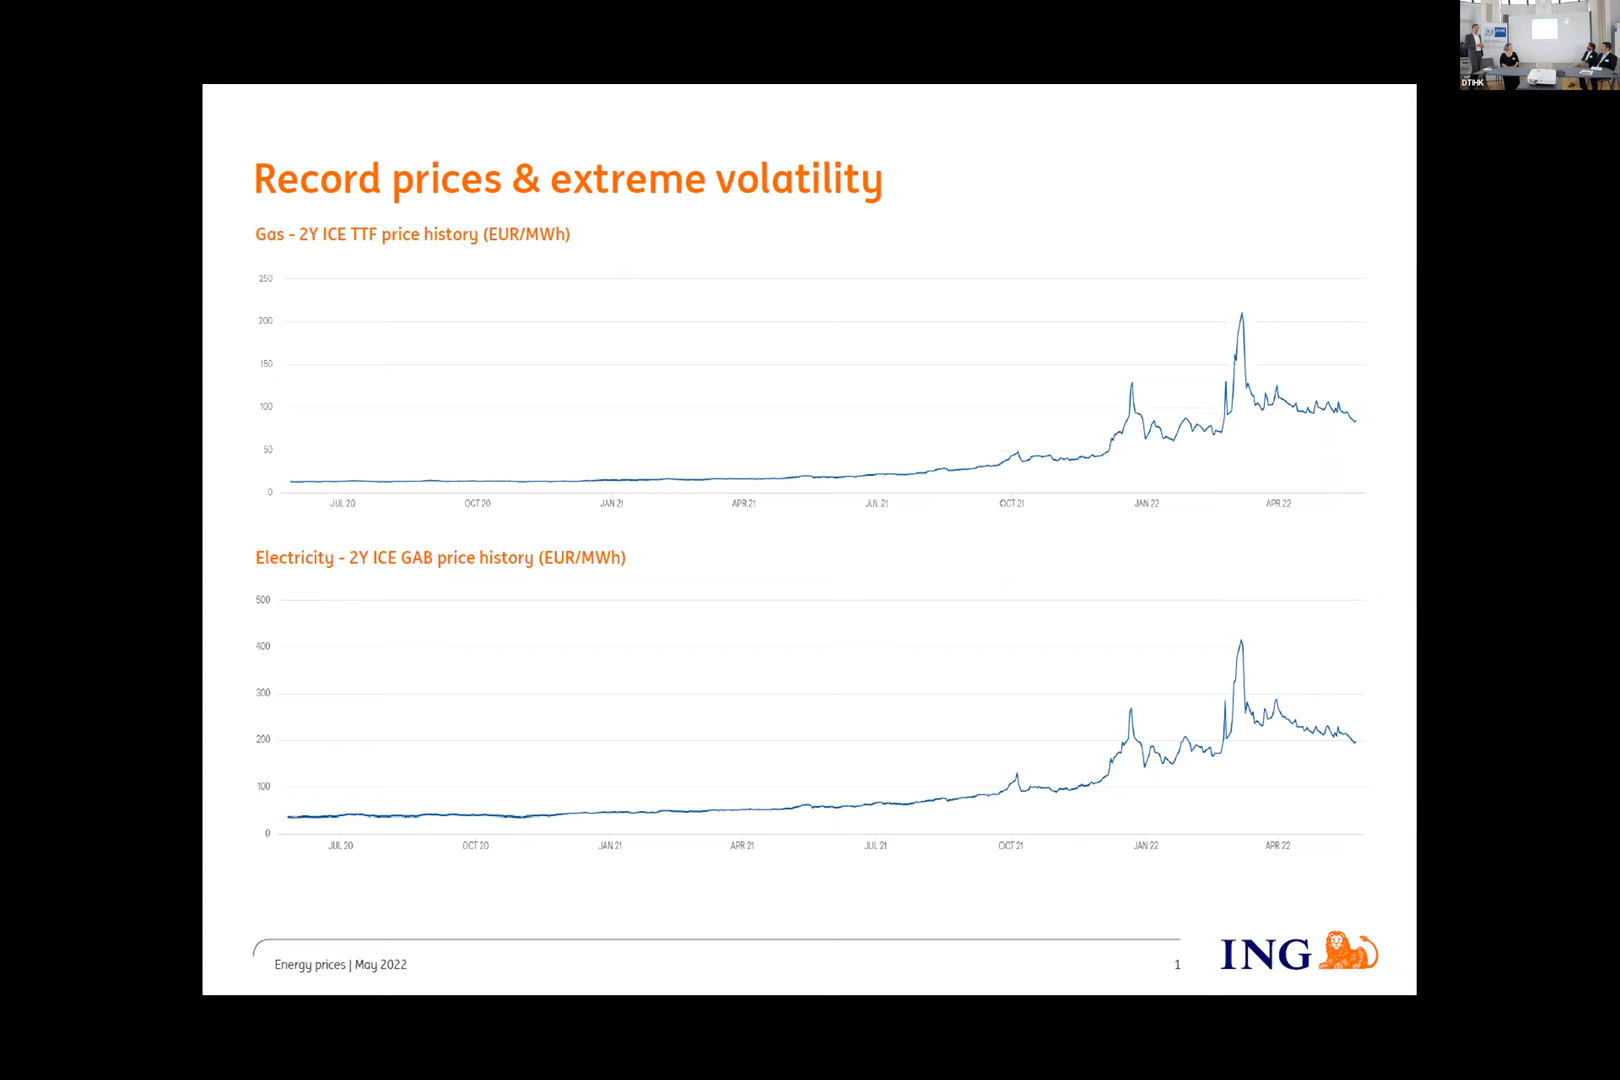 DTIHK
Record prices & extreme volatility
Gas - 2Y ICE TTF price history (EUR/MWh)
250
200
150
100
50
0
JUL 20 OCT 20 JAN 21 APR 21 JUL 21 OCT 21 JAN 22 APR 22
Electricity - 2Y ICE GAB price history (EUR/MWh)
500
400
300
200
100
0
JUL 20 OCT 20 JAN 21 APR 21 JUL 21 OCT 21 JAN 22 APR 22
Energy prices | May 2022
1
ING